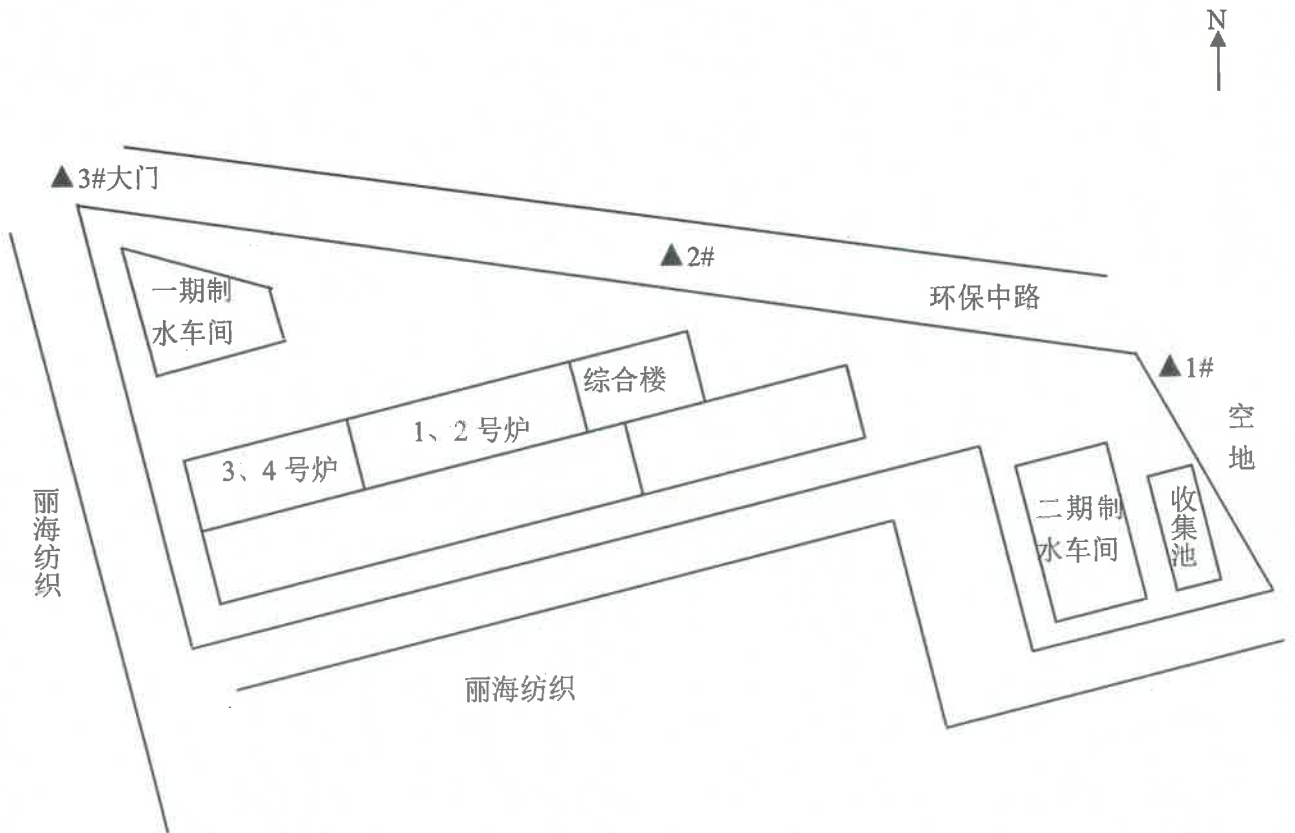 N
▲3#大门
▲2#
一期制
水车间
环保中路
▲1#
综合楼
空地
1、2号炉
3、4号炉
丽海纺织
二期制
水车间
收集池
丽海纺织